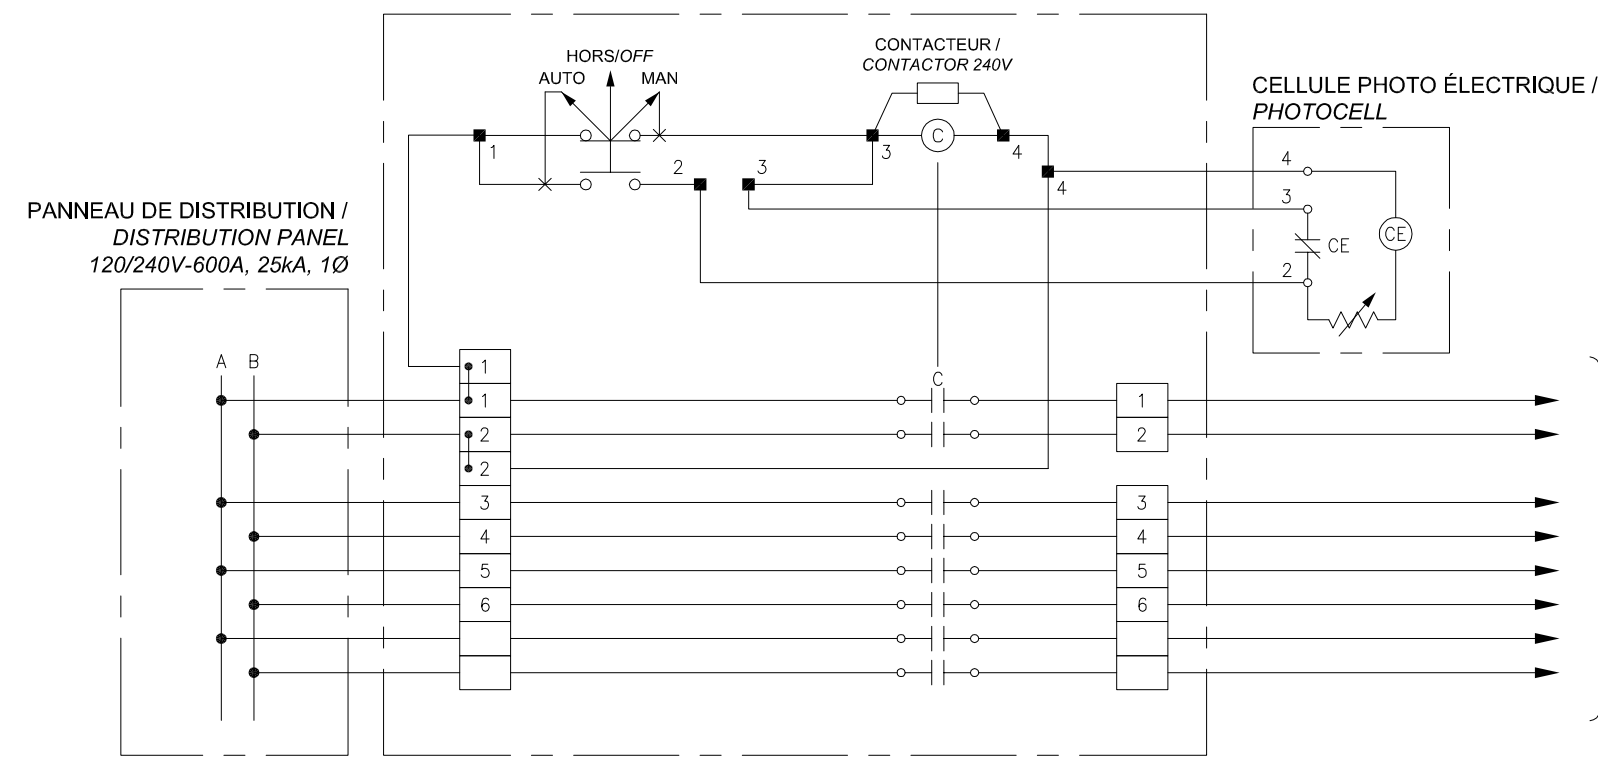 HORS/OFF
AUTO
MAN
CONTACTEUR /
CONTACTOR 240V
CELLULE PHOTO ÉLECTRIQUE /
PHOTOCELL
C
1
3
4
2
3
4
4
3
CE
CE
2
PANNEAU DE DISTRIBUTION /
DISTRIBUTION PANEL
120/240V-600A, 25kA, 1Ø
A B
1
C
1 1
2 2
2
3 3
4 4
5 5
6 6